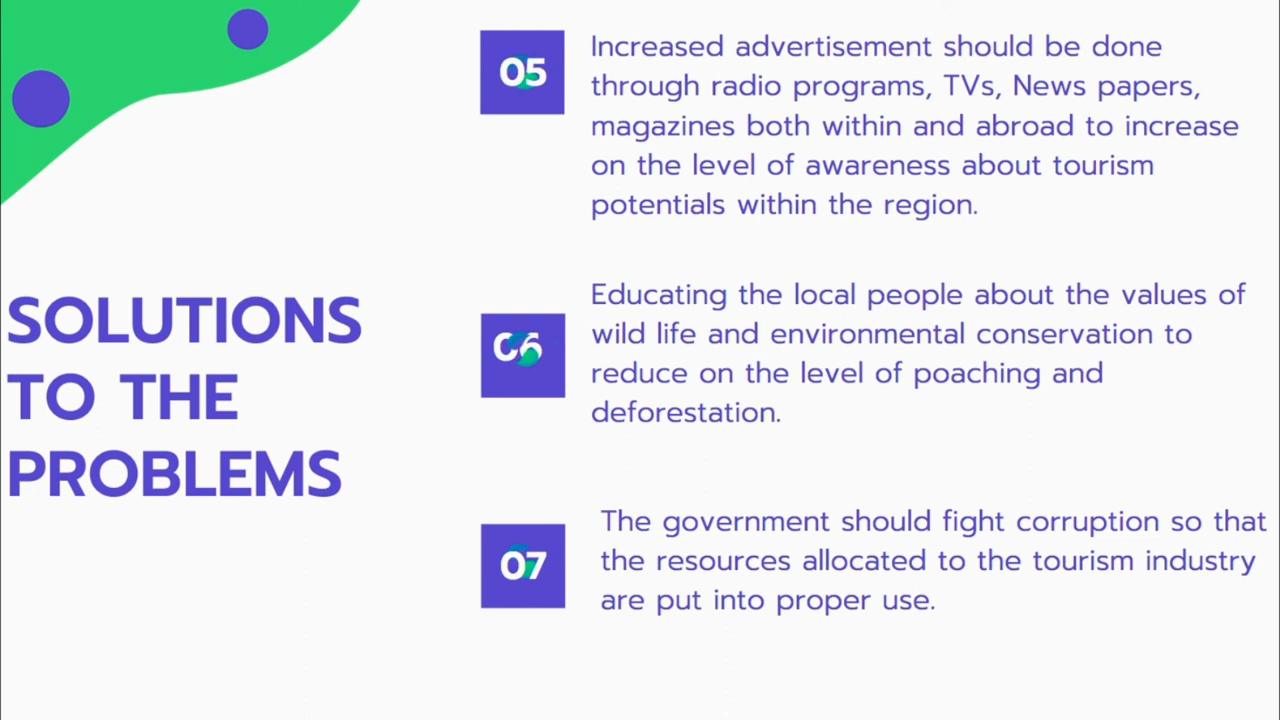 SOLUTIONS
TO THE
PROBLEMS
05
Increased advertisement should be done
through radio programs, TVs, News papers,
magazines both within and abroad to increase
on the level of awareness about tourism
potentials within the region.
06
Educating the local people about the values of
wild life and environmental conservation to
reduce on the level of poaching and
deforestation.
07
The government should fight corruption so that
the resources allocated to the tourism industry
are put into proper use.